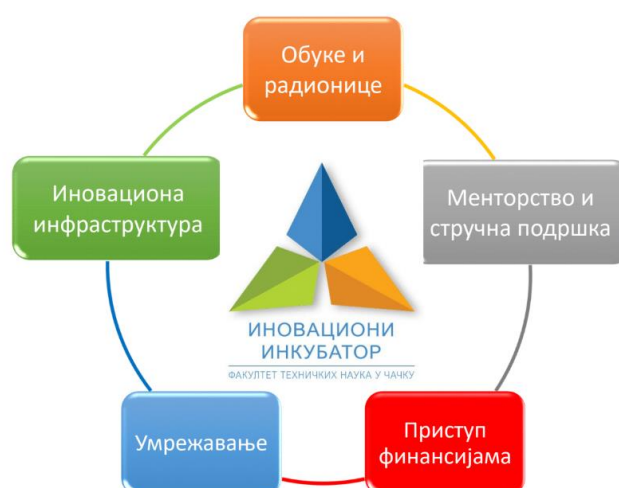 Обуке и
радионице
Иновациона
инфраструктура
Менторство и
стручна подршка
ИНОВАЦИОНИ
ИНКУБАТОР
ФАКУЛТЕТ ТЕХНИЧКИХ НАУКА У ЧАЧКУ
Умрежавање
Приступ
финансијама